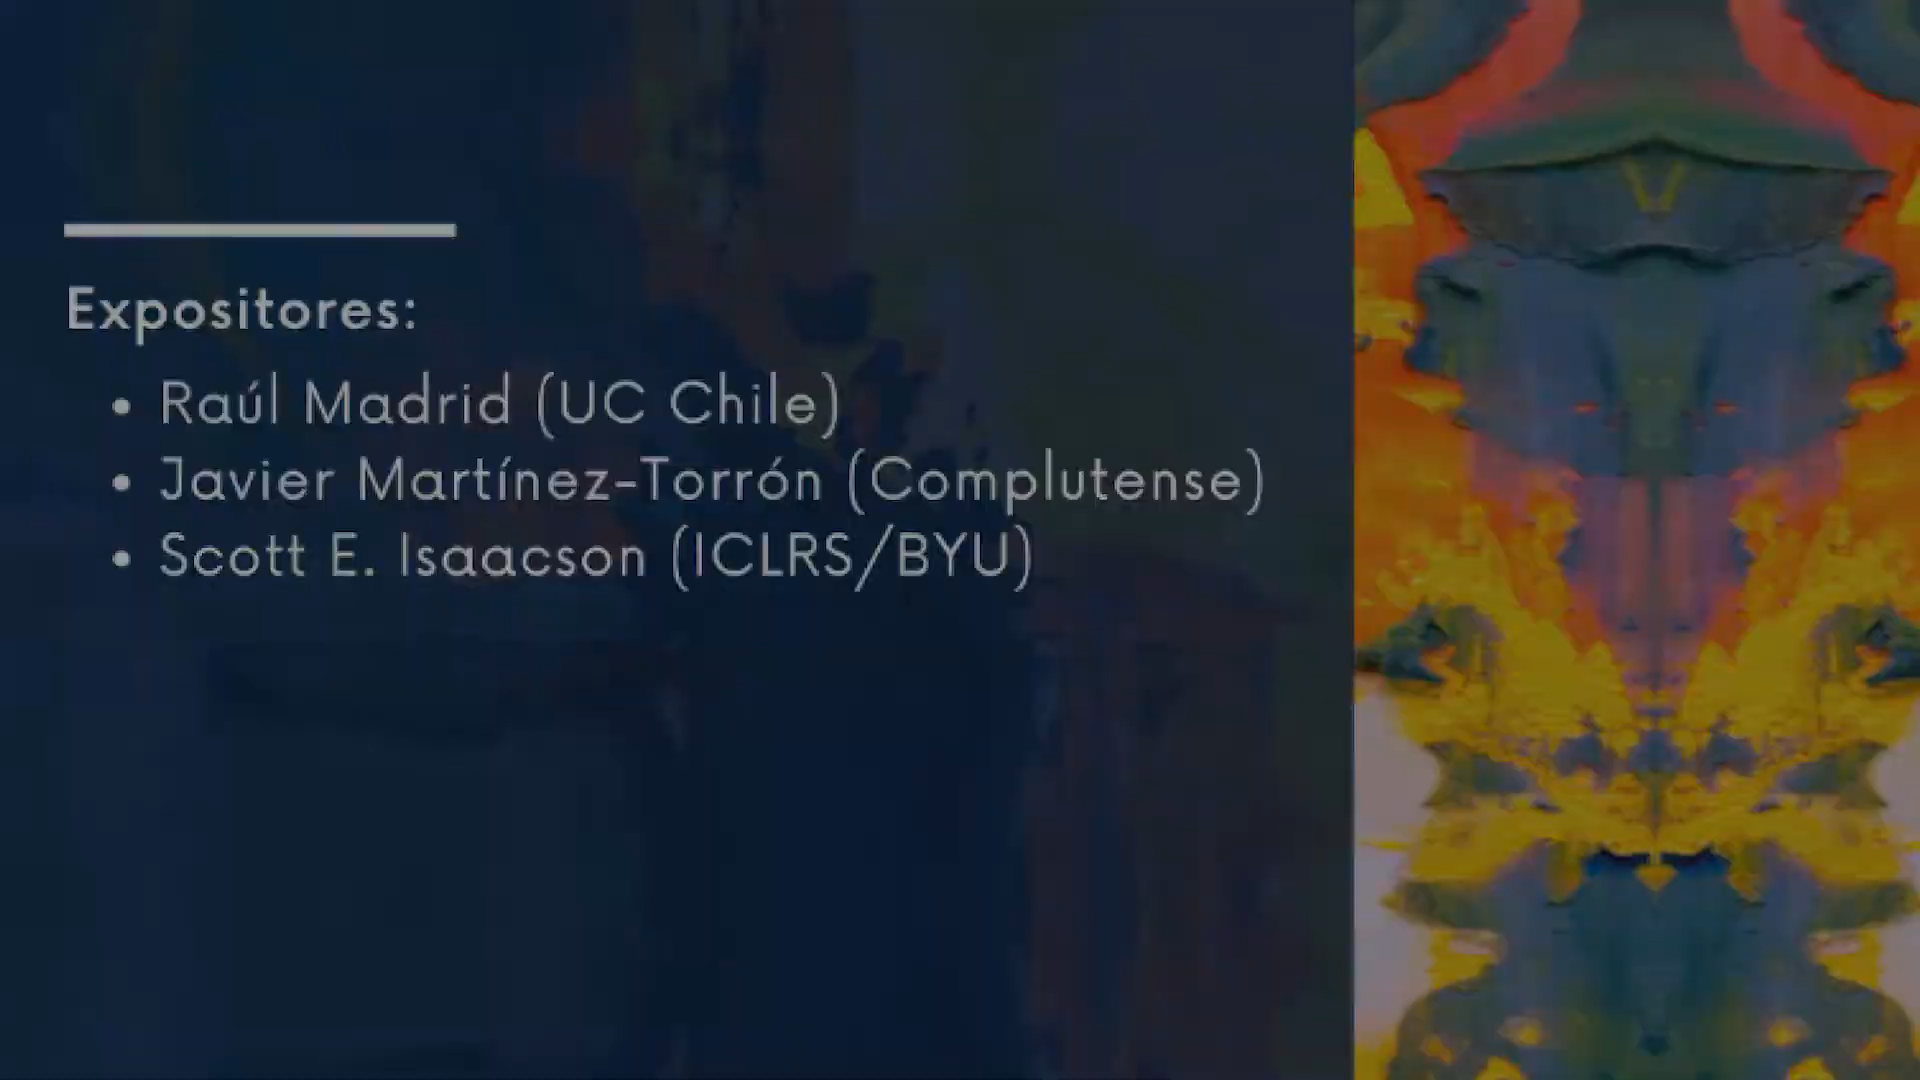 Expositores:
• Raúl Madrid (UC Chile)
• Javier Martínez-Torrón (Complutense)
• Scott E. Isaacson (ICLRS/BYU)